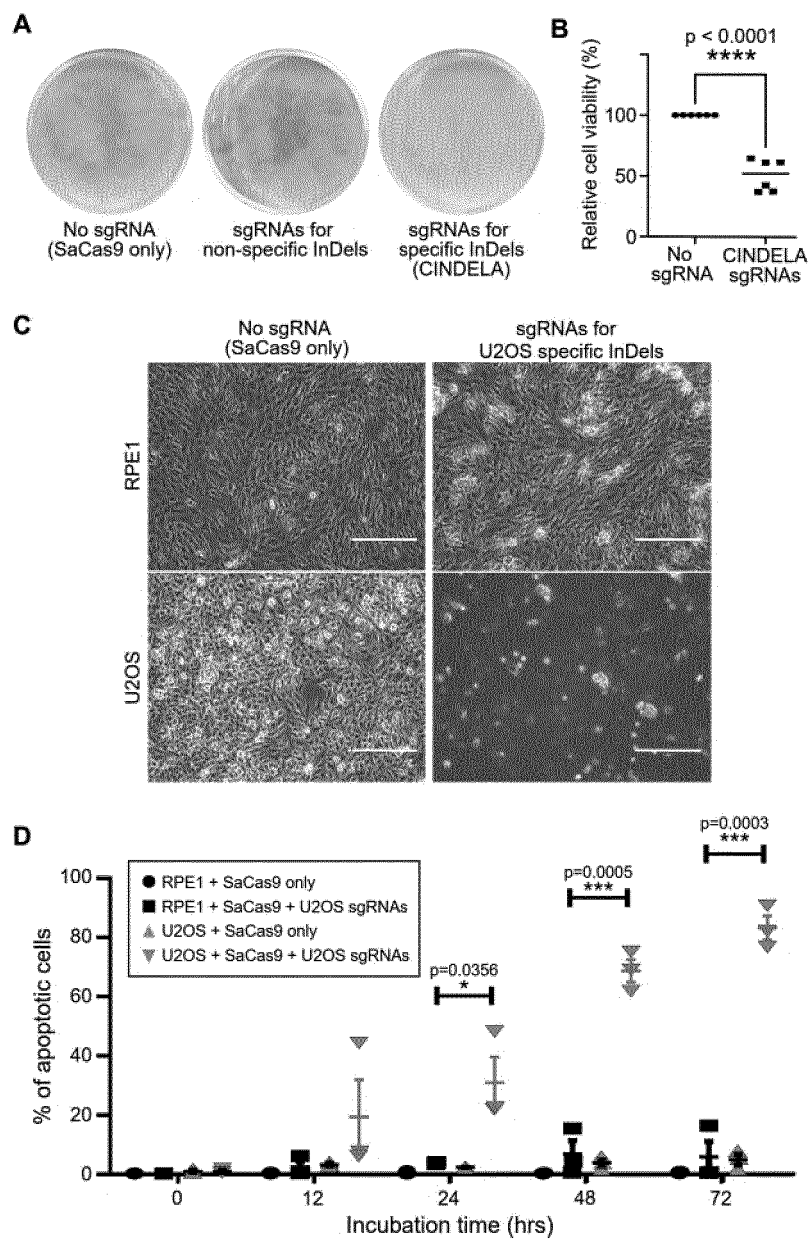 A
No sgRNA
(SaCas9 only)
sgRNAs for
non-specific InDels
sgRNAs for
specific InDels
(CINDELA)
B
p < 0.0001
****
Relative cell viability (%)
100
50
0
No
sgRNA
CINDELA
sgRNAs
C
No sgRNA
(SaCas9 only)
sgRNAs for
U2OS specific InDels
RPE1
U2OS
D
RPE1 + SaCas9 only
RPE1 + SaCas9 + U2OS sgRNAs
U2OS + SaCas9 only
U2OS + SaCas9 + U2OS sgRNAs
p=0.0356
*
p=0.0005
***
p=0.0003
***
% of apoptotic cells
100
80
60
40
20
0
0
12
24
48
72
Incubation time (hrs)